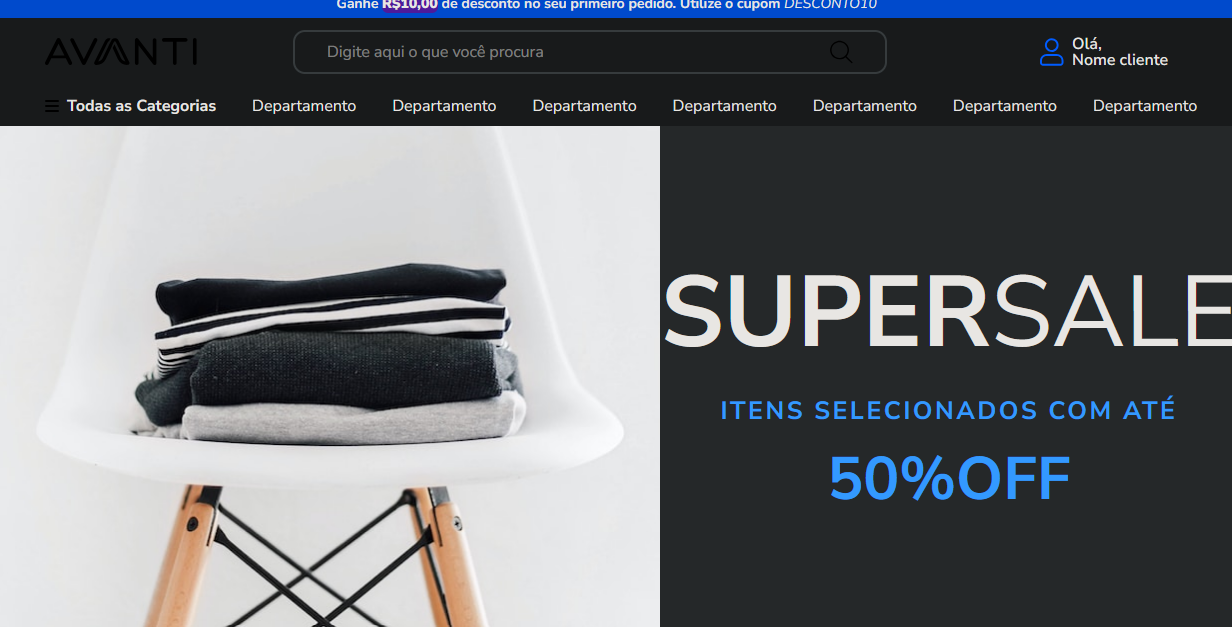 Ganhe R$10,00 de desconto no seu primeiro pedido. Utilize o cupom DESCONTO10
AVANTI
Digite aqui o que você procura
Olá,
Nome cliente
Todas as Categorias Departamento Departamento Departamento Departamento Departamento Departamento Departamento
SUPERSALE
ITENS SELECIONADOS COM ATÉ
50%OFF